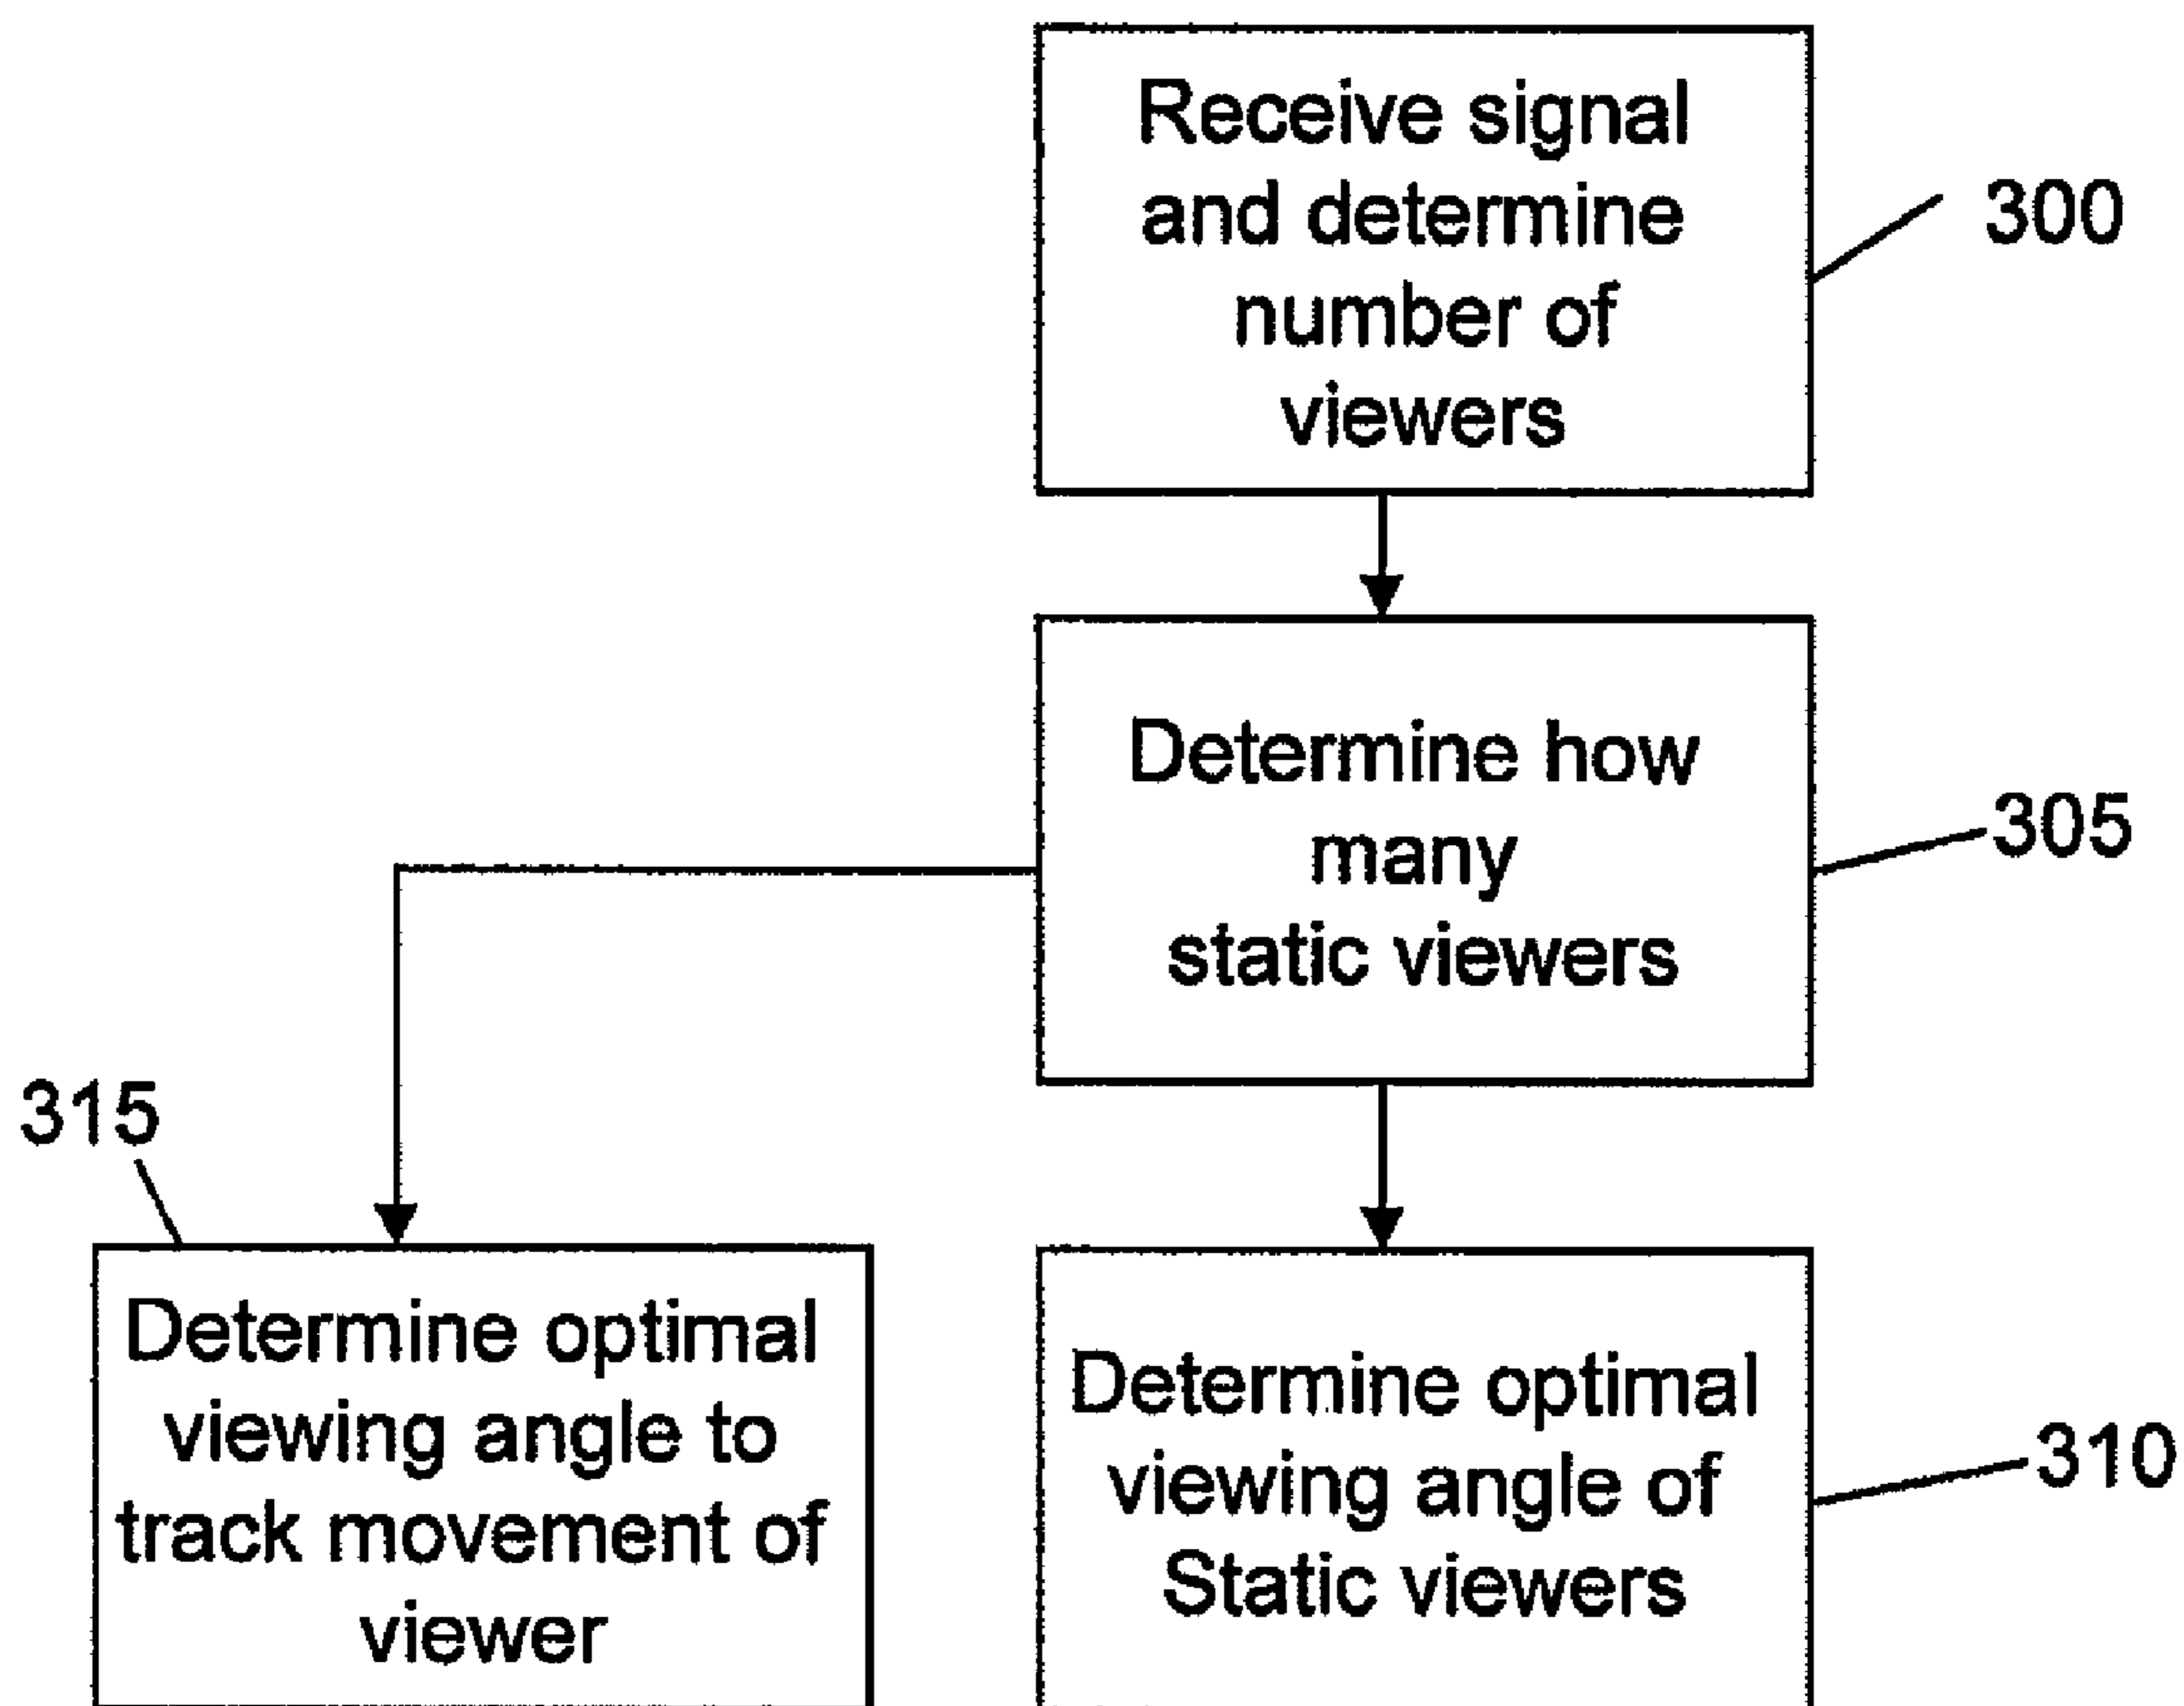 Receive signal
and determine
number of
viewers
300
Determine how
many
static viewers
305
315
Determine optimal
viewing angle to
track movement of
viewer
Determine optimal
viewing angle of
Static viewers
310